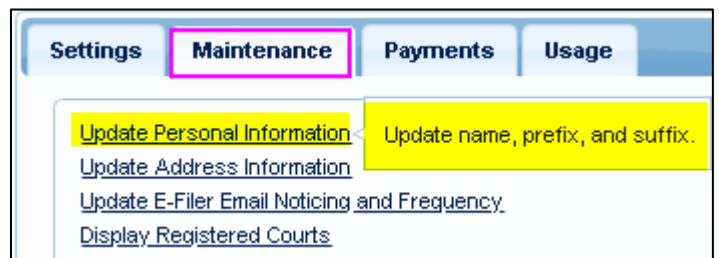 Settings Maintenance Payments Usage
Update Personal Information Update name, prefix, and suffix.
Update Address Information
Update E-Filer Email Noticing and Frequency
Display Registered Courts